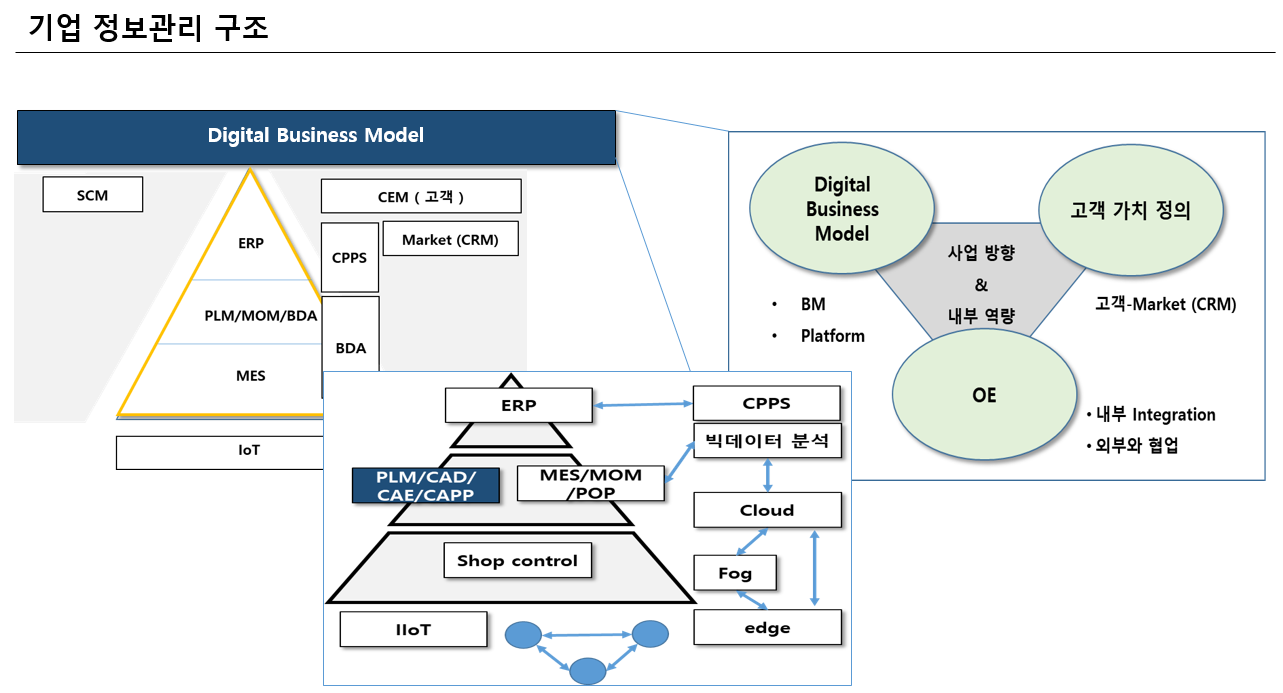 기업 정보관리 구조
Digital Business Model
SCM
ERP
PLM/MOM/BDA
MES
IoT
CEM ( 고객 )
Market (CRM)
CPPS
BDA
Digital
Business
Model
고객 가치 정의
사업 방향
&
내부 역량
• BM
• Platform
고객-Market (CRM)
OE
• 내부 Integration
• 외부와 협업
ERP
CPPS
빅데이터 분석
PLM/CAD/
CAE/CAPP
MES/MOM
/POP
Cloud
Shop control
Fog
IIoT
edge